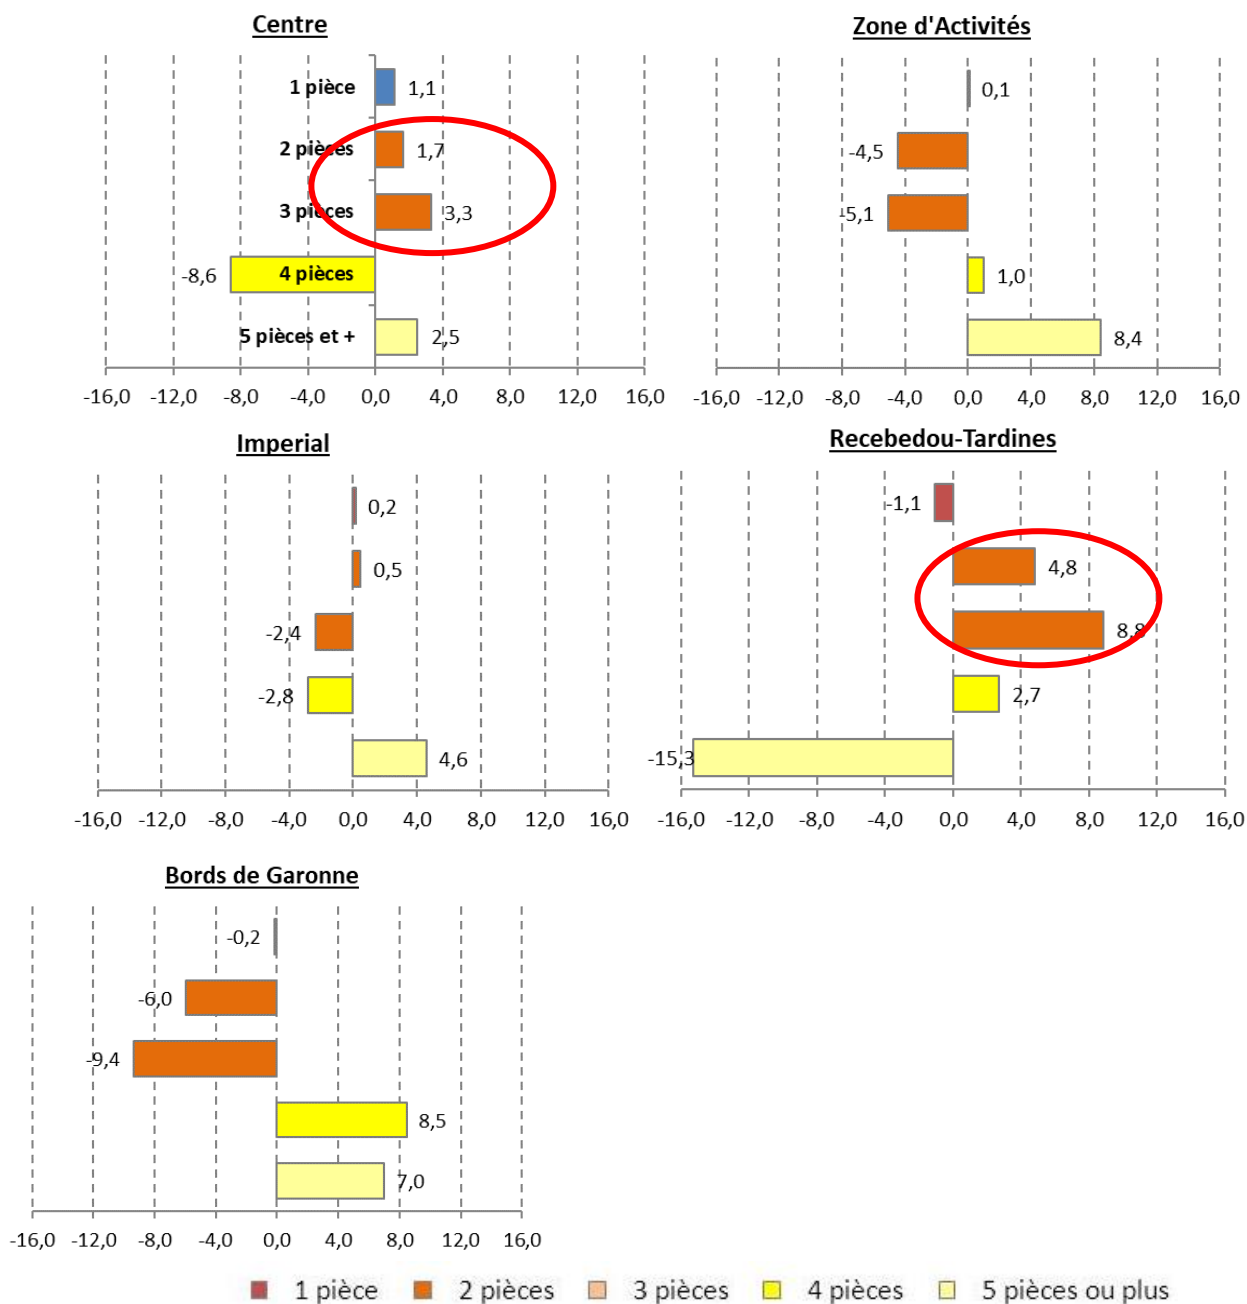 Centre
1 pièce 1,1
2 pièces 1,7
3 pièces 3,3
-8,6 4 pièces
5 pièces et + 2,5
-16,0 -12,0 -8,0 -4,0 0,0 4,0 8,0 12,0 16,0
Zone d'Activités
0,1
-4,5
-5,1
1,0
8,4
-16,0 -12,0 -8,0 -4,0 0,0 4,0 8,0 12,0 16,0
Imperial
0,2
0,5
-2,4
-2,8
4,6
-16,0 -12,0 -8,0 -4,0 0,0 4,0 8,0 12,0 16,0
Recebedou-Tardines
-1,1
4,8
8,8
2,7
-15,3
-16,0 -12,0 -8,0 -4,0 0,0 4,0 8,0 12,0 16,0
Bords de Garonne
-0,2
-6,0
-9,4
8,5
7,0
-16,0 -12,0 -8,0 -4,0 0,0 4,0 8,0 12,0 16,0
1 pièce 2 pièces 3 pièces 4 pièces 5 pièces ou plus